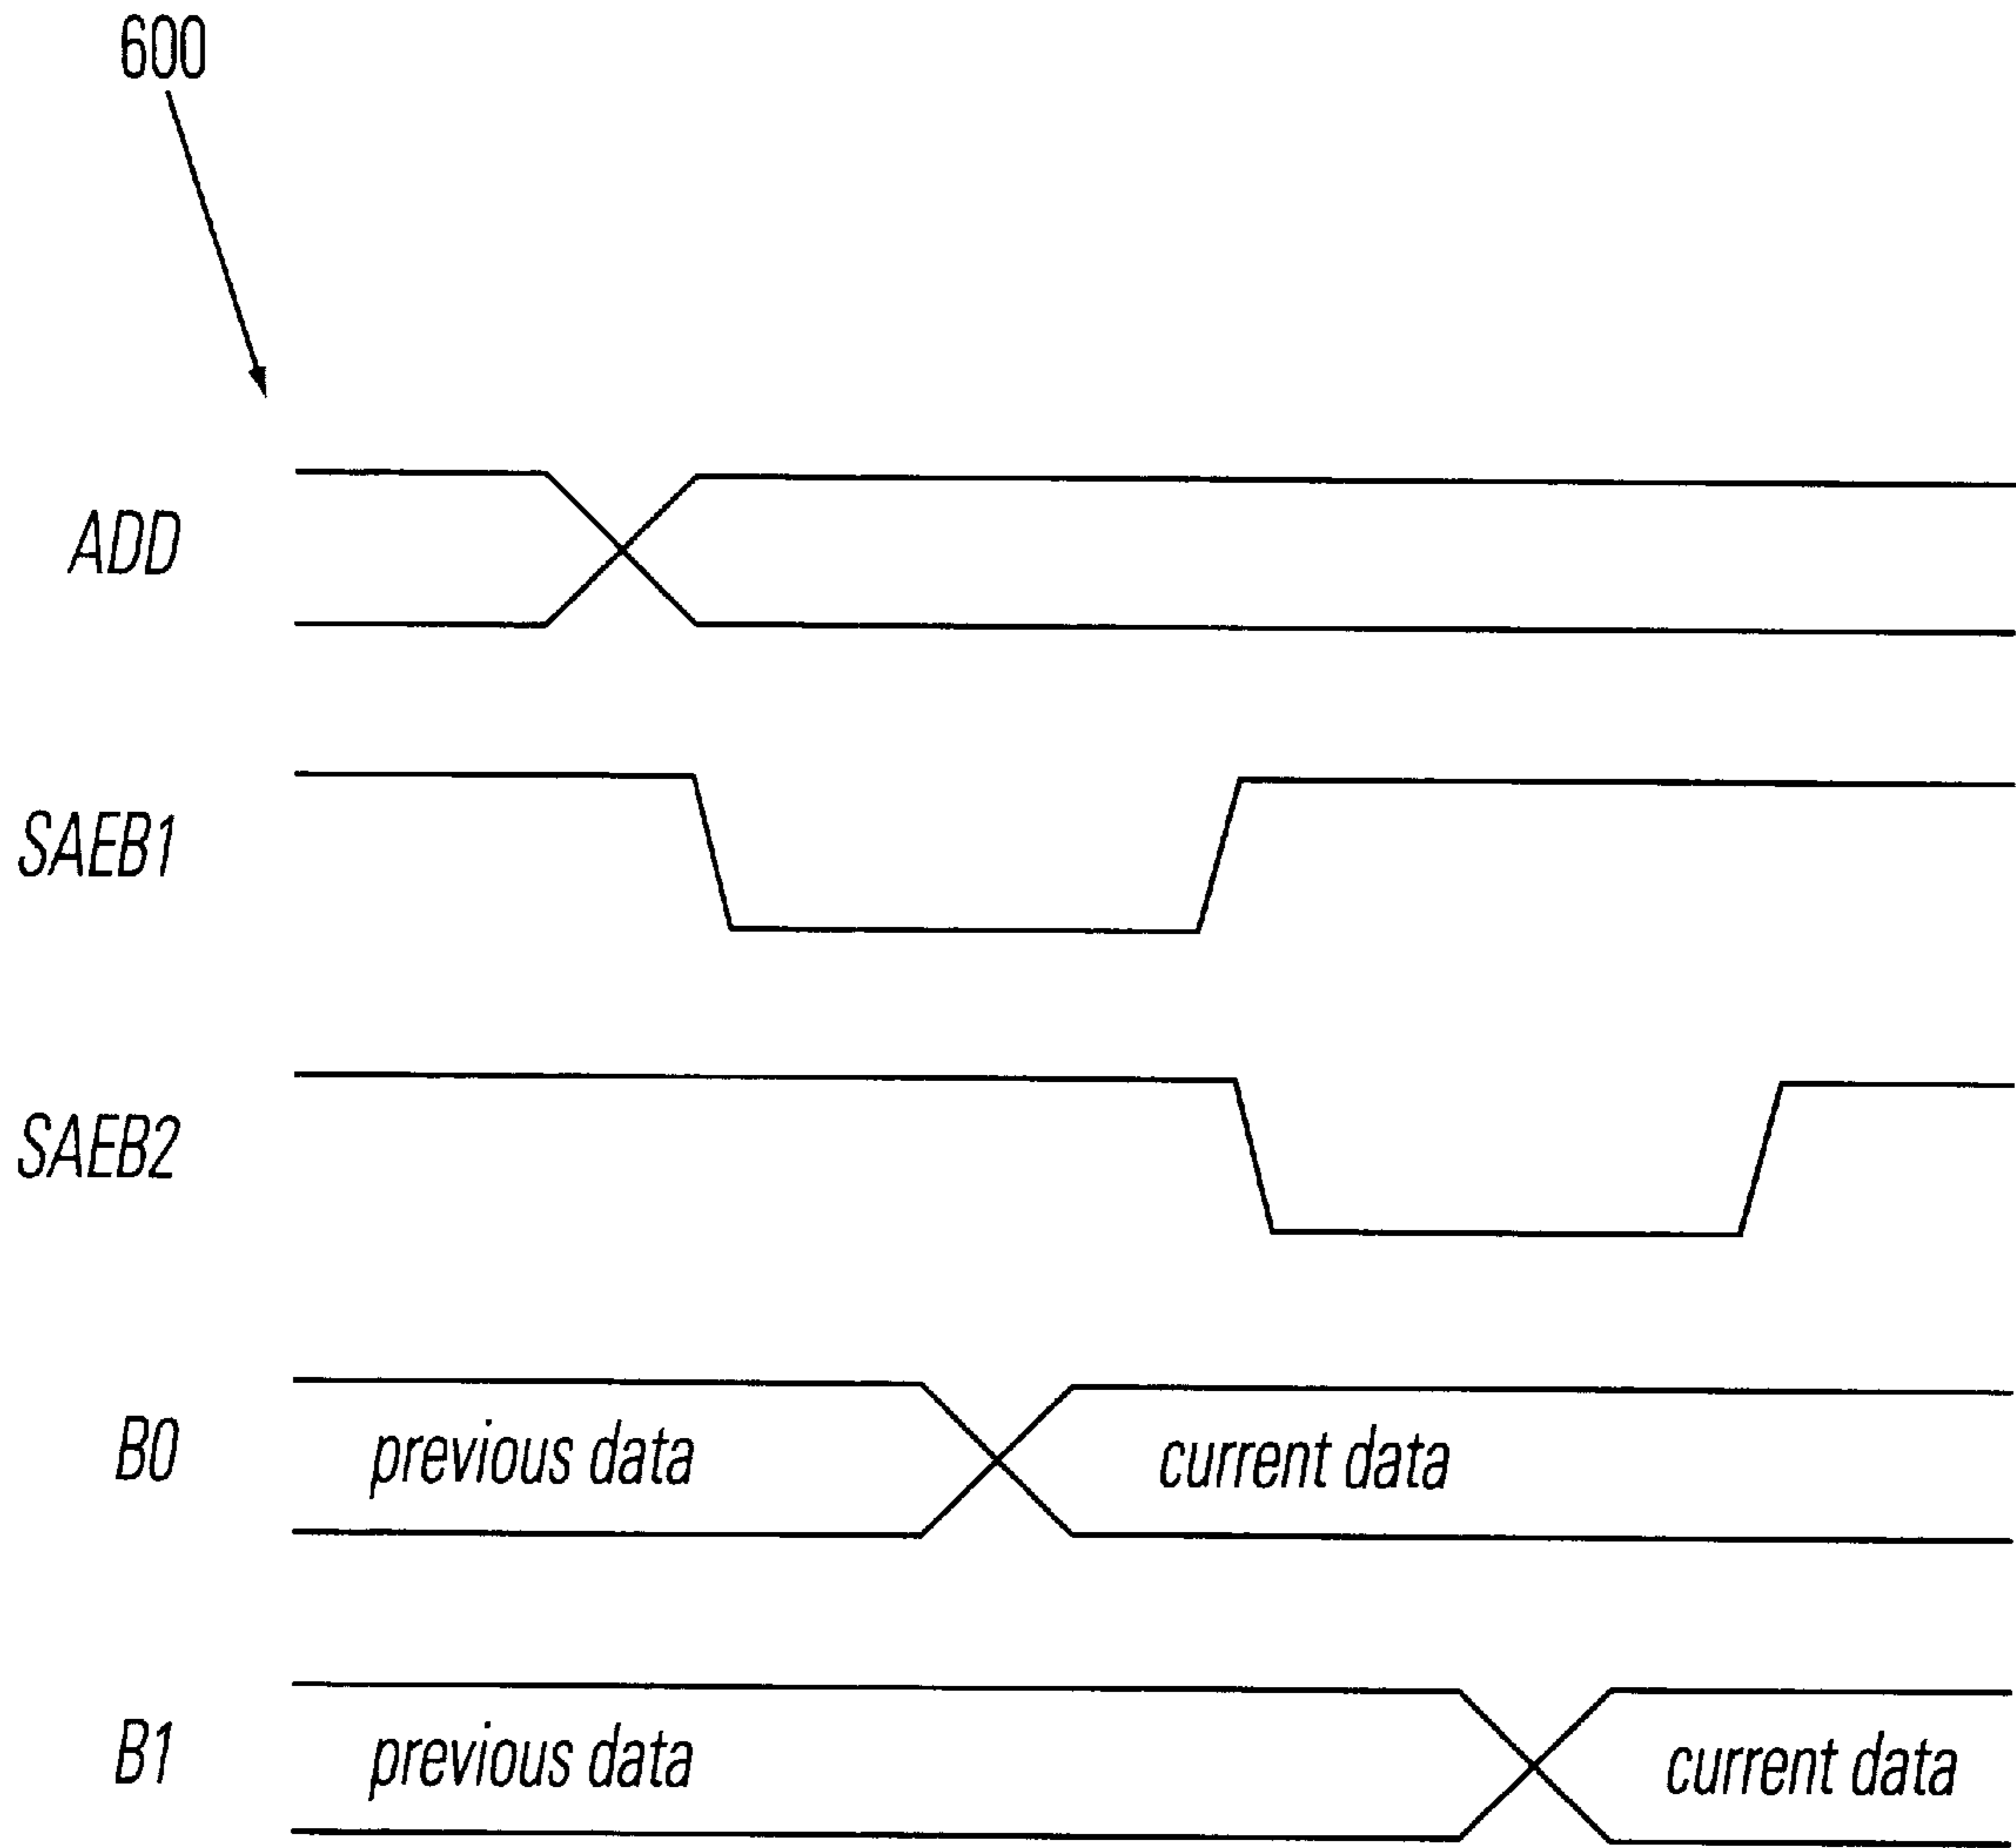 600
ADD
SAEB1
SAEB2
B0 previous data current data
B1 previous data current data